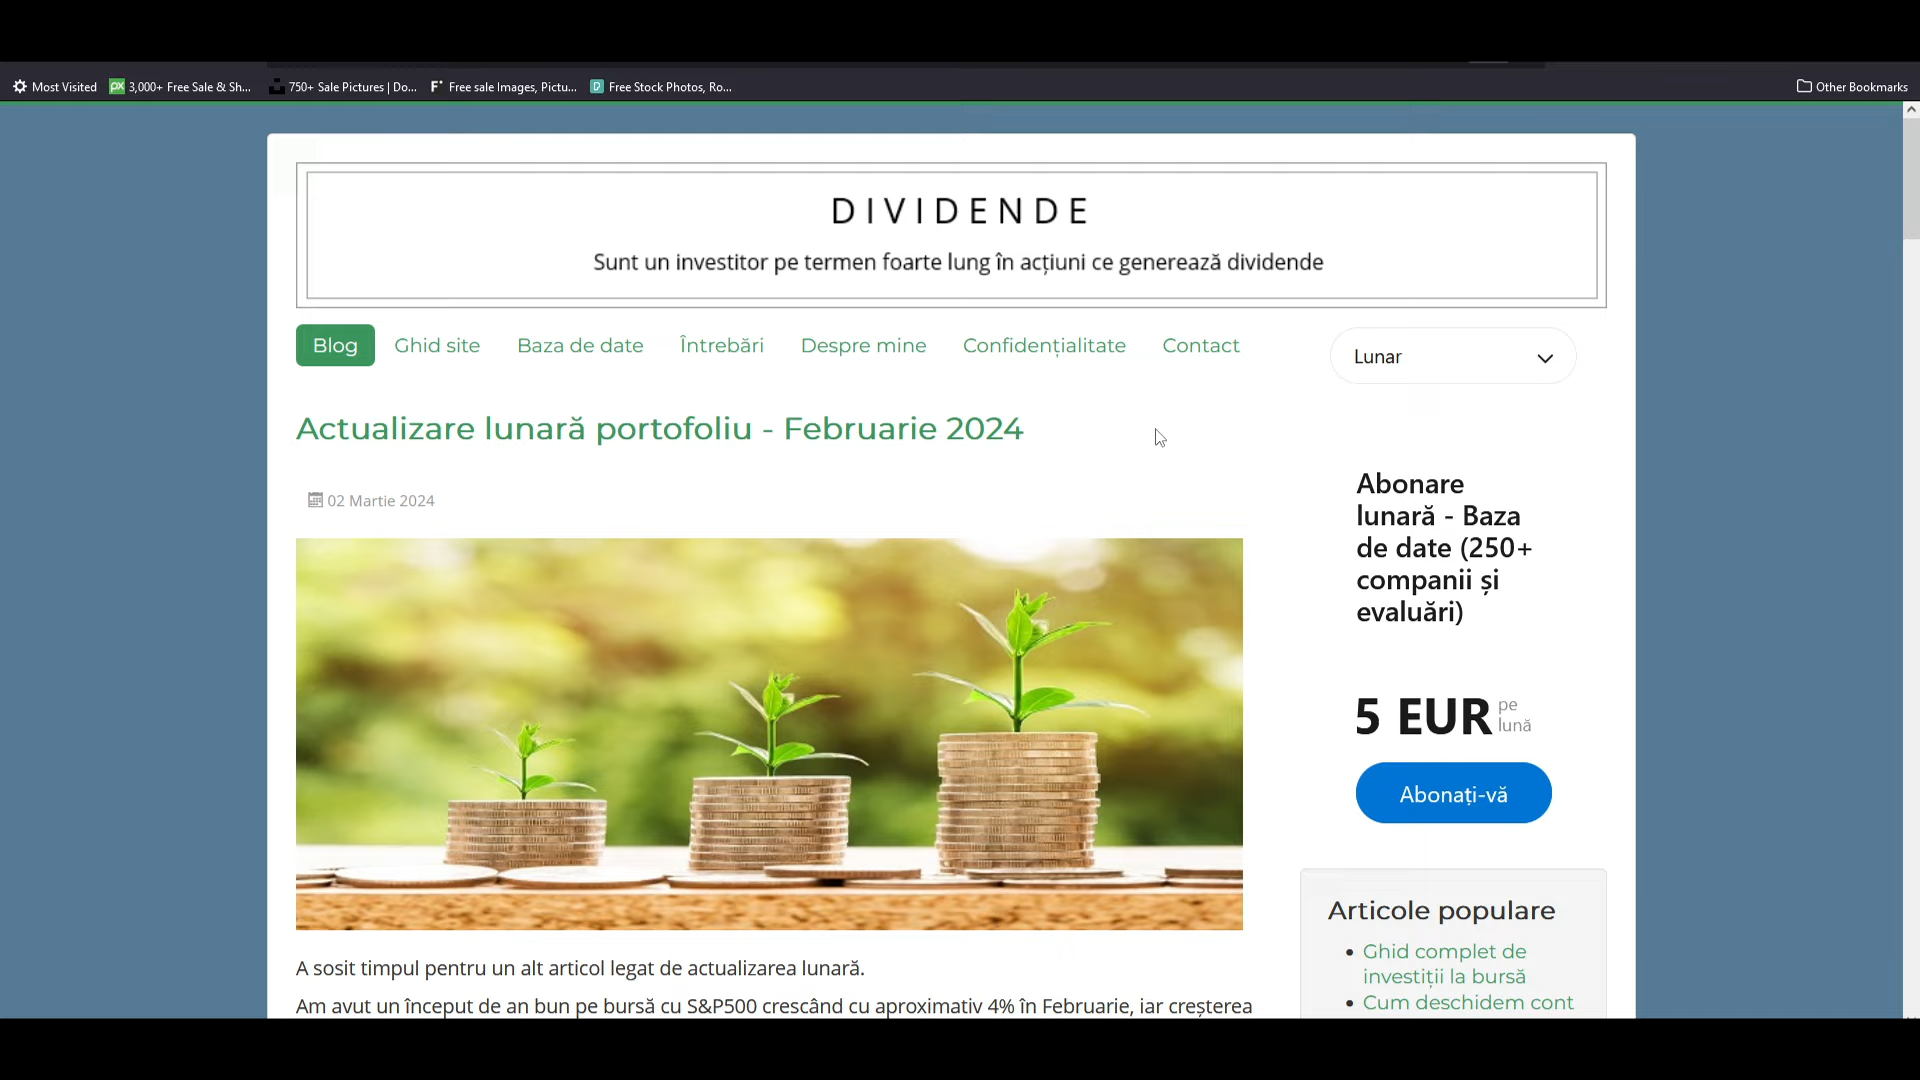 Most Visited
3,000+ Free Sale & Sh...
750+ Sale Pictures | Do...
Free sale Images, Pictu...
Free Stock Photos, Ro...
Other Bookmarks
DIVIDENDE
Sunt un investitor pe termen foarte lung în acțiuni ce generează dividende
Blog
Ghid site
Baza de date
Întrebări
Despre mine
Confidențialitate
Contact
Lunar
Actualizare lunară portofoliu - Februarie 2024
02 Martie 2024
Abonare
lunară - Baza
de date (250+
companii și
evaluări)
5 EUR pe
lună
Abonați-vă
Articole populare
Ghid complet de
investiții la bursă
Cum deschidem cont
A sosit timpul pentru un alt articol legat de actualizarea lunară.
Am avut un început de an bun pe bursă cu S&P500 crescând cu aproximativ 4% în Februarie, iar creșterea